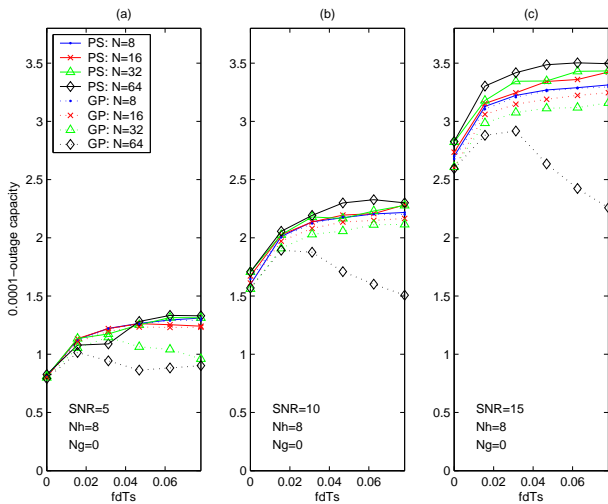 (a)
(b)
(c)
PS: N=8
PS: N=16
PS: N=32
PS: N=64
GP: N=8
GP: N=16
GP: N=32
GP: N=64
0.0001-outage capacity
4
3.5
3
2.5
2
1.5
1
0.5
0
SNR=5
Nh=8
Ng=0
0 0.02 0.04 0.06
fdTs
4
3.5
3
2.5
2
1.5
1
0.5
0
SNR=10
Nh=8
Ng=0
0 0.02 0.04 0.06
fdTs
4
3.5
3
2.5
2
1.5
1
0.5
0
SNR=15
Nh=8
Ng=0
0 0.02 0.04 0.06
fdTs